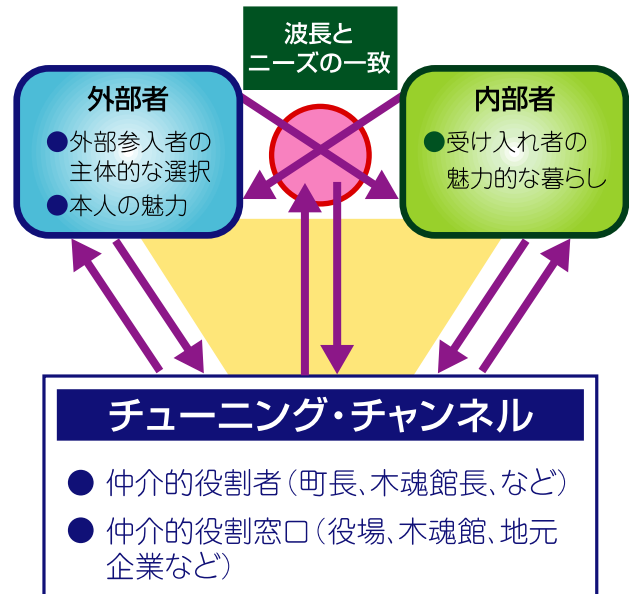 波長と
ニーズの一致
外部者
●外部参入者の
主体的な選択
●本人の魅力
内部者
●受け入れ者の
魅力的な暮らし
チューニング・チャンネル
● 仲介的役割者（町長、木魂館長、など）
● 仲介的役割窓口（役場、木魂館、地元
企業など）